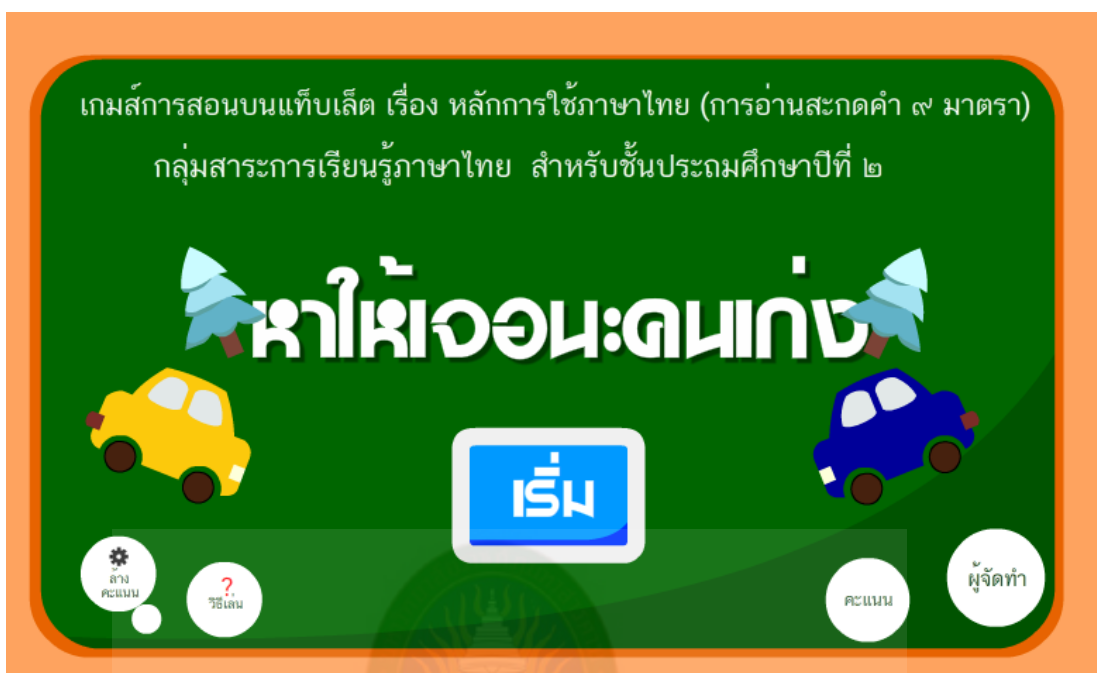 เกมส์การสอนบนแท็บเล็ต เรื่อง หลักการใช้ภาษาไทย (การอ่านสะกดคำ ๙ มาตรา)
กลุ่มสาระการเรียนรู้ภาษาไทย สำหรับชั้นประถมศึกษาปีที่ ๒
หาให้เจอนะคนเก่ง
เริ่ม
ล้าง
คะแนน
?
วิธีเล่น
คะแนน
ผู้จัดทำ